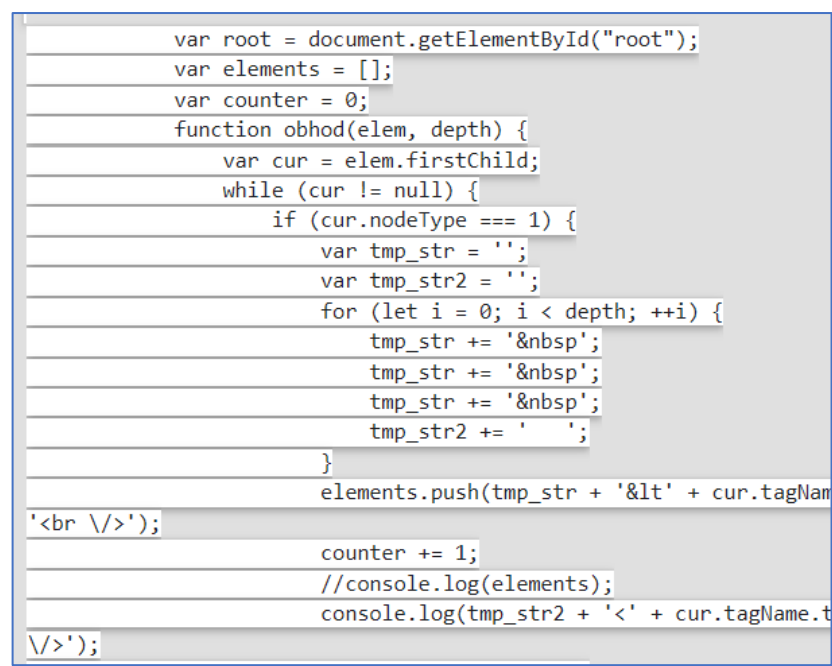 var root = document.getElementById("root");
var elements = [];
var counter = 0;
function obhod(elem, depth) {
var cur = elem.firstChild;
while (cur != null) {
if (cur.nodeType === 1) {
var tmp_str = '';
var tmp_str2 = '';
for (let i = 0; i < depth; ++i) {
tmp_str += '&nbsp';
tmp_str += '&nbsp';
tmp_str += '&nbsp';
tmp_str2 += '   ';
}
elements.push(tmp_str + '&lt' + cur.tagNam
'<br \/>');
counter += 1;
//console.log(elements);
console.log(tmp_str2 + '<' + cur.tagName.t
\/>');